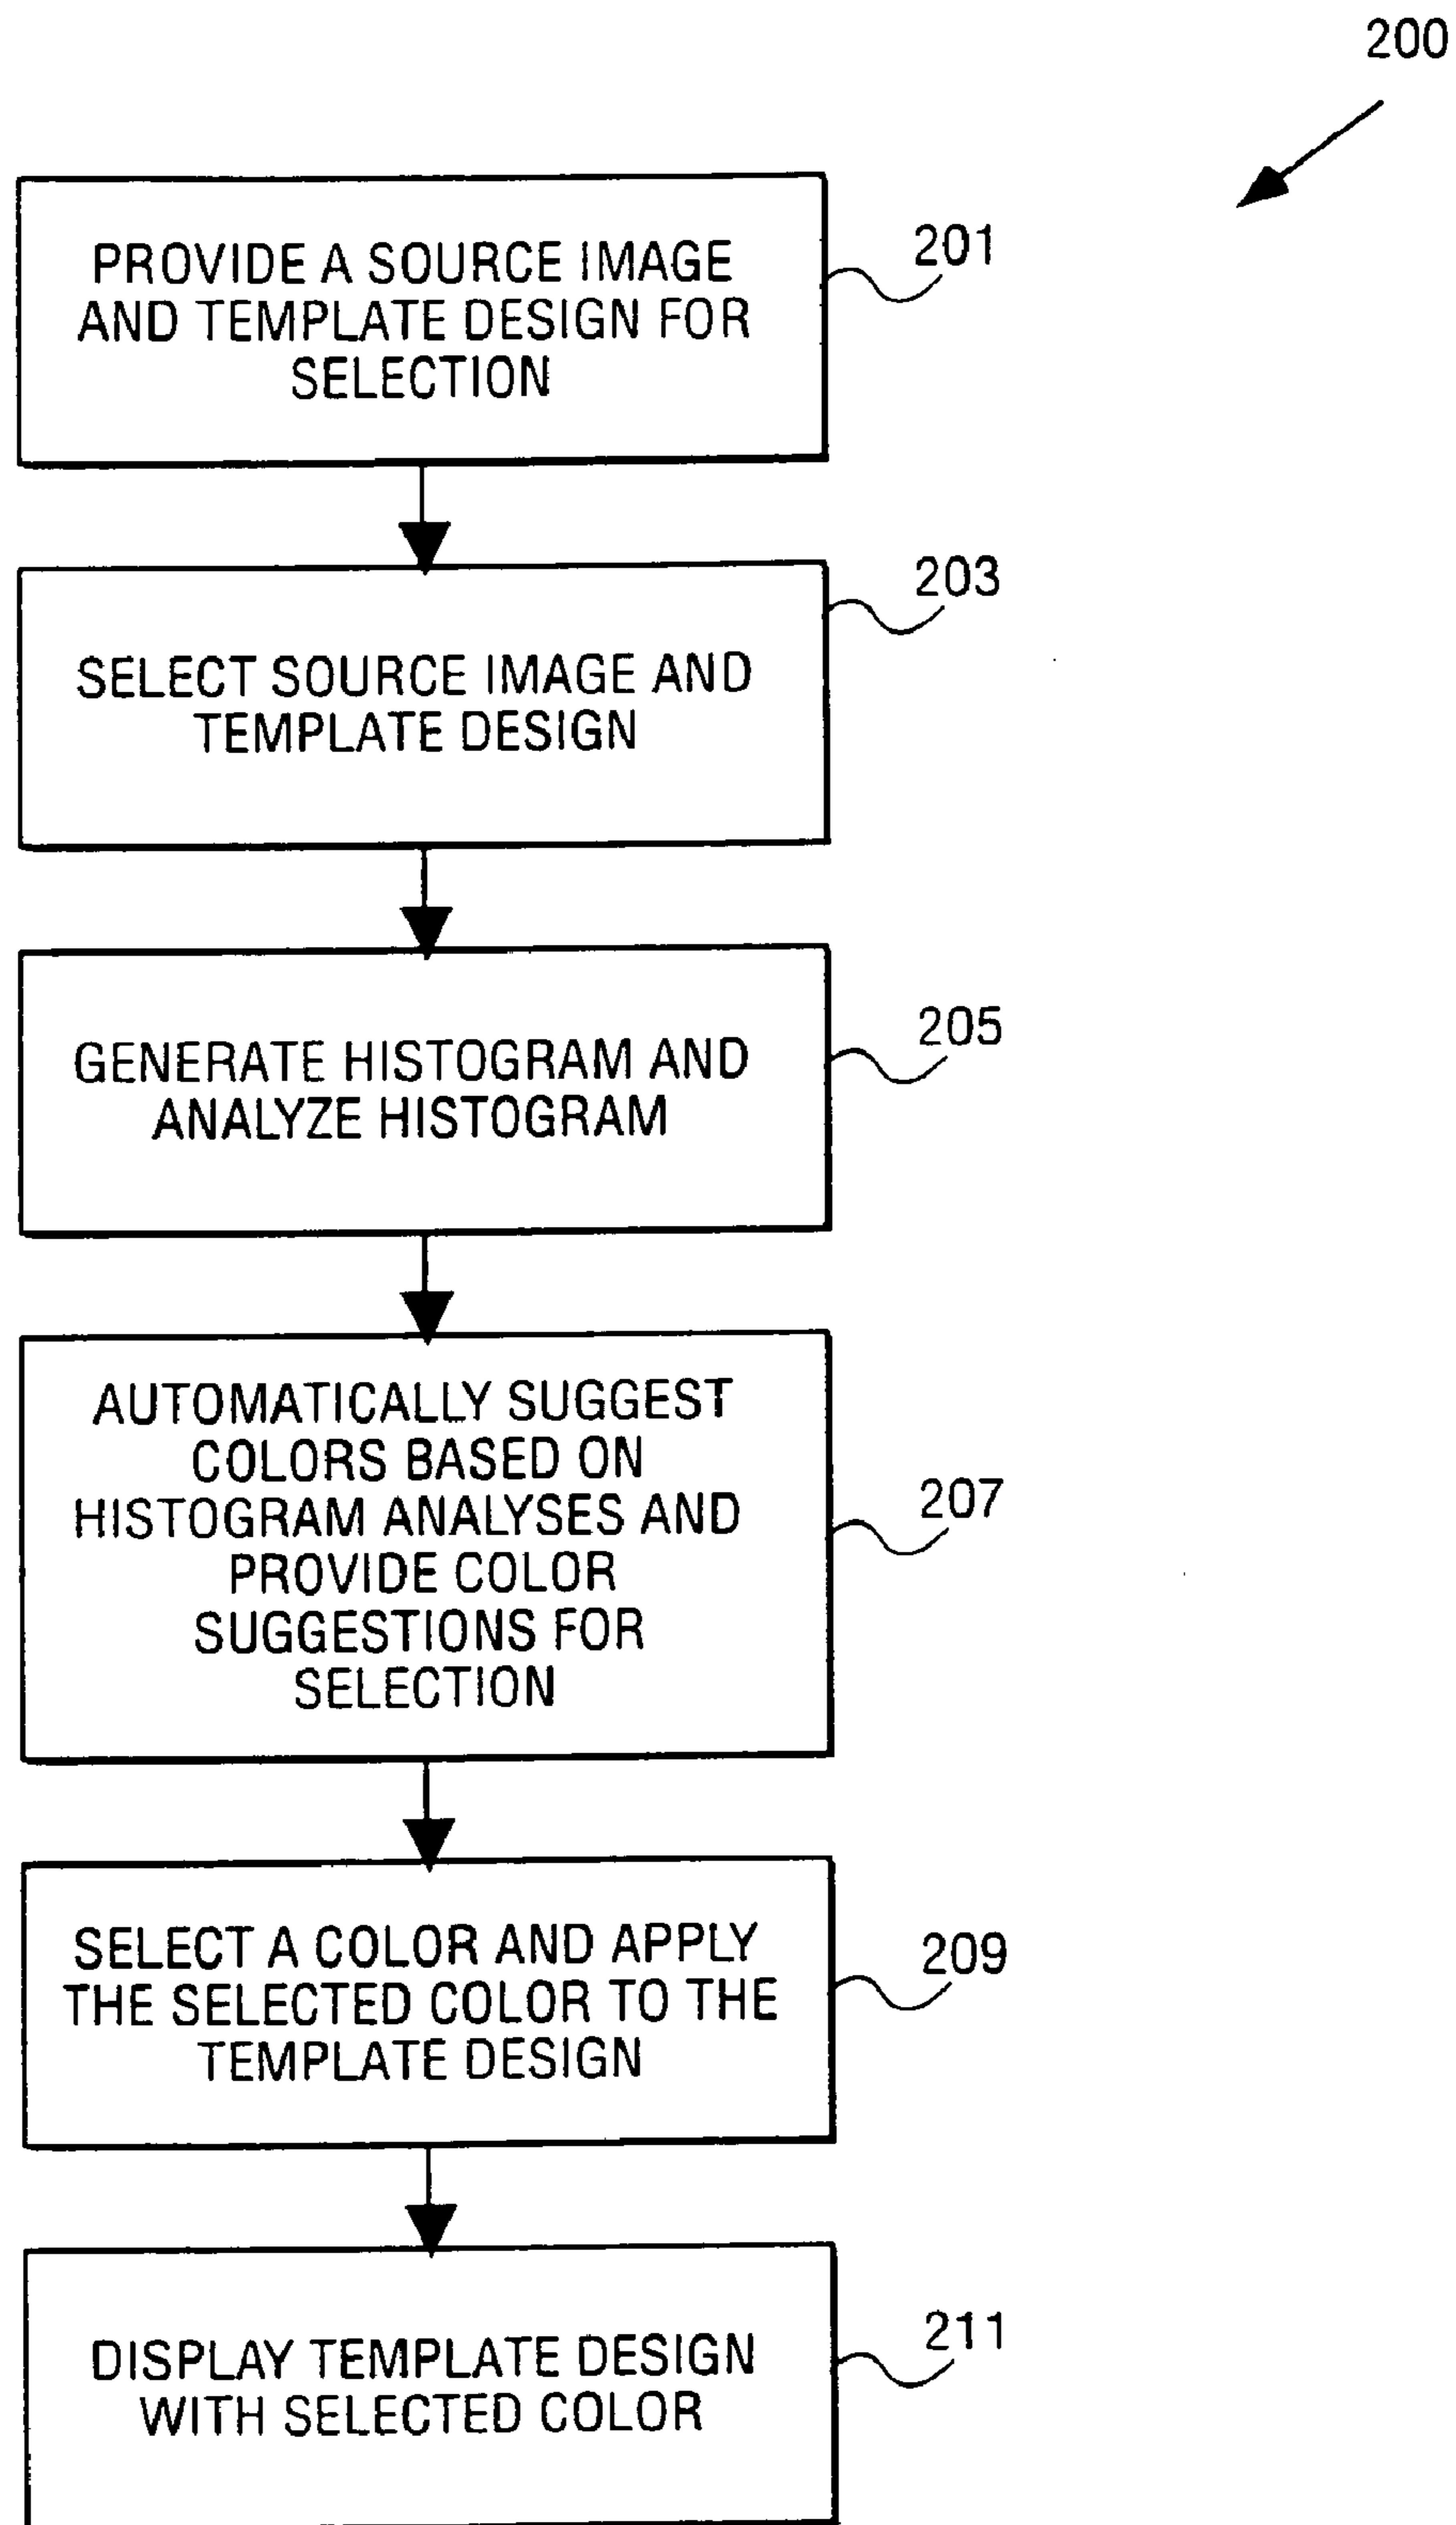 200
PROVIDE A SOURCE IMAGE
AND TEMPLATE DESIGN FOR
SELECTION
201
SELECT SOURCE IMAGE AND
TEMPLATE DESIGN
203
GENERATE HISTOGRAM AND
ANALYZE HISTOGRAM
205
AUTOMATICALLY SUGGEST
COLORS BASED ON
HISTOGRAM ANALYSES AND
PROVIDE COLOR
SUGGESTIONS FOR
SELECTION
207
SELECT A COLOR AND APPLY
THE SELECTED COLOR TO THE
TEMPLATE DESIGN
209
DISPLAY TEMPLATE DESIGN
WITH SELECTED COLOR
211